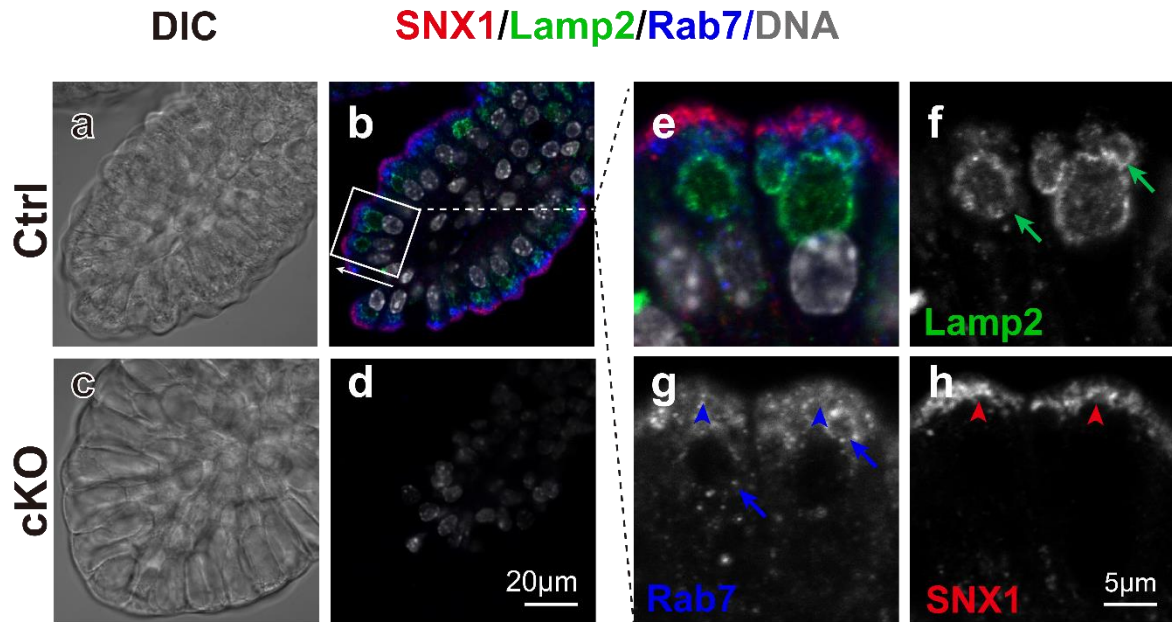 DIC
SNX1/Lamp2/Rab7/DNA
Ctrl
a
b
e
f
Lamp2
cKO
c
d
20μm
g
Rab7
h
SNX1
5μm